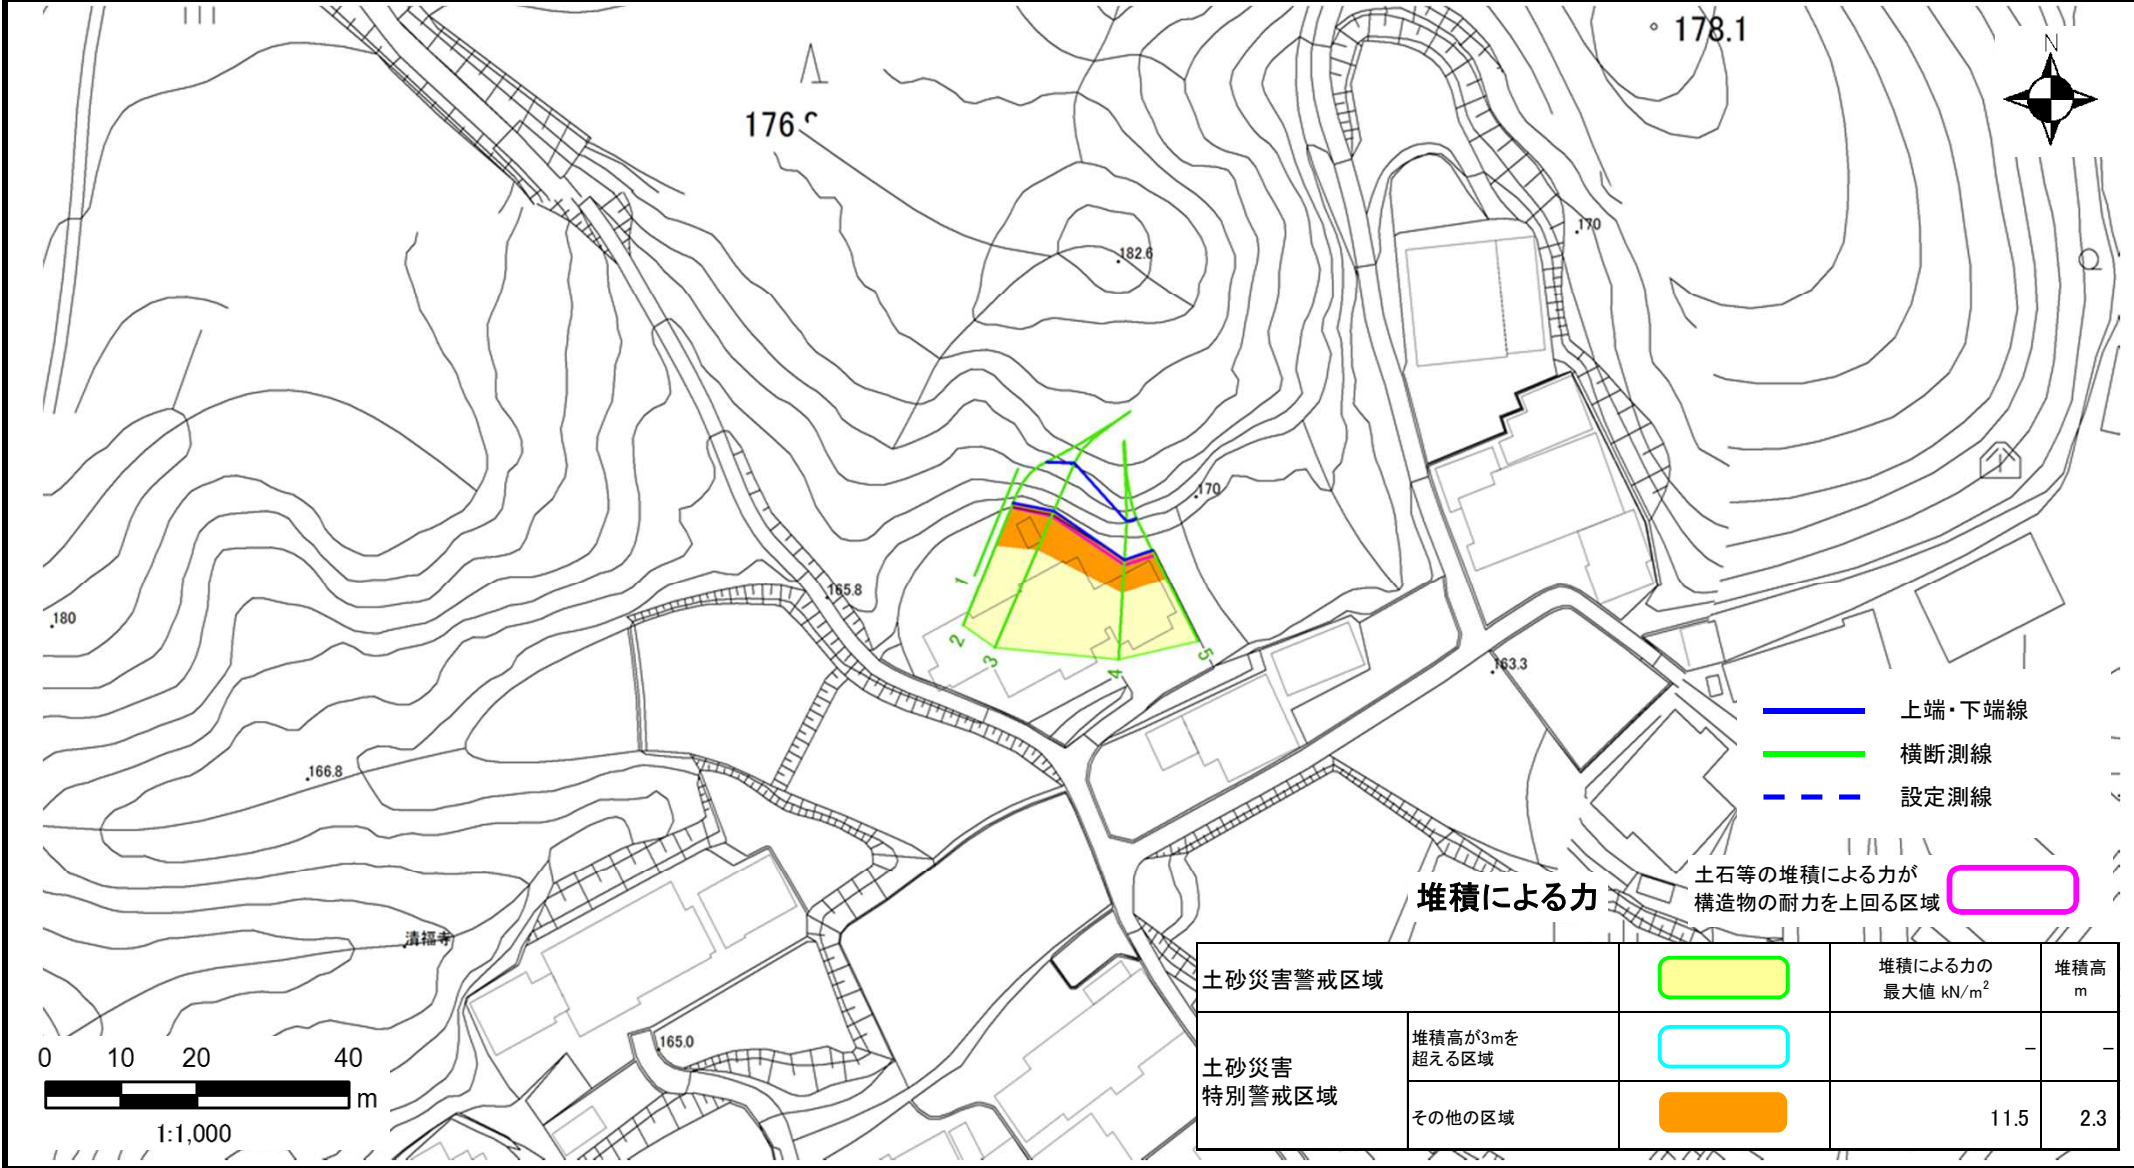 178.1
N
176.9
182.6
170
170
165.8
180
1
2
3
4
5
163.3
166.8
清福寺
165.0
上端・下端線
横断測線
設定測線
堆積による力
土石等の堆積による力が
構造物の耐力を上回る区域
土砂災害警戒区域
堆積による力の
最大値 kN/m²
堆積高
m
土砂災害
特別警戒区域
堆積高が3mを
超える区域
－
－
その他の区域
11.5
2.3
0 10 20 40
m
1:1,000